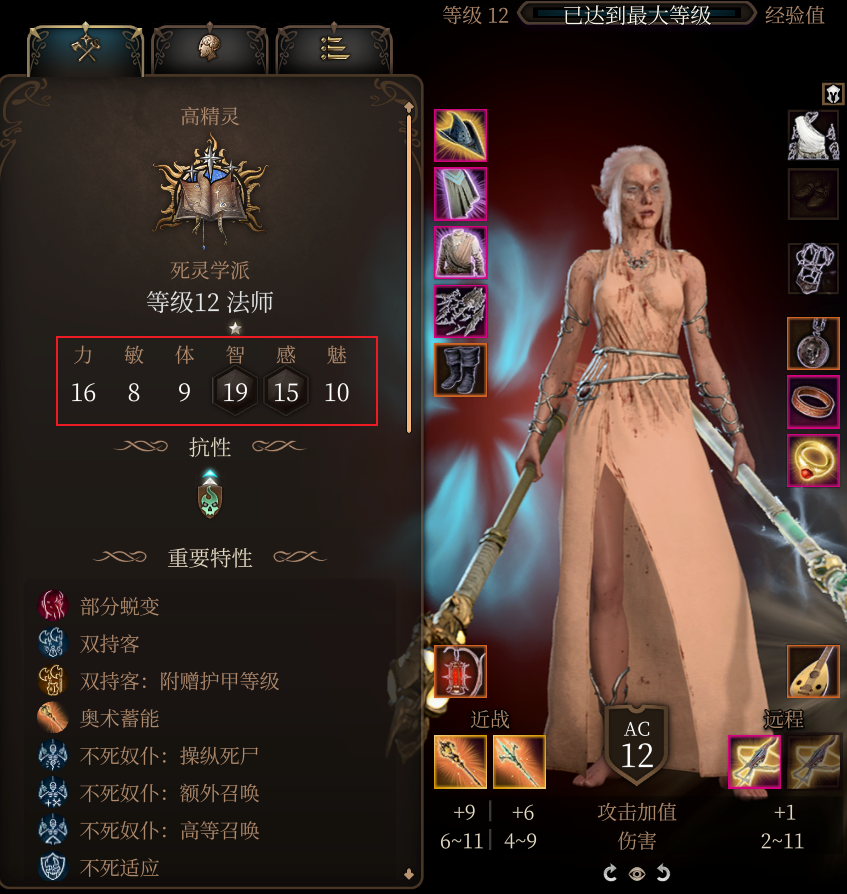 等级 12 已达到最大等级 经验值
高精灵
死灵学派
等级12 法师
力 敏 体 智 感 魅
16 8 9 19 15 10
抗性
重要特性
部分蜕变
双持客
双持客：附赠护甲等级
奥术蓄能
不死奴仆：操纵死尸
不死奴仆：额外召唤
不死奴仆：高等召唤
不死适应
近战
AC
12
远程
+9 +6 攻击加值 +1
6~11 4~9 伤害 2~11